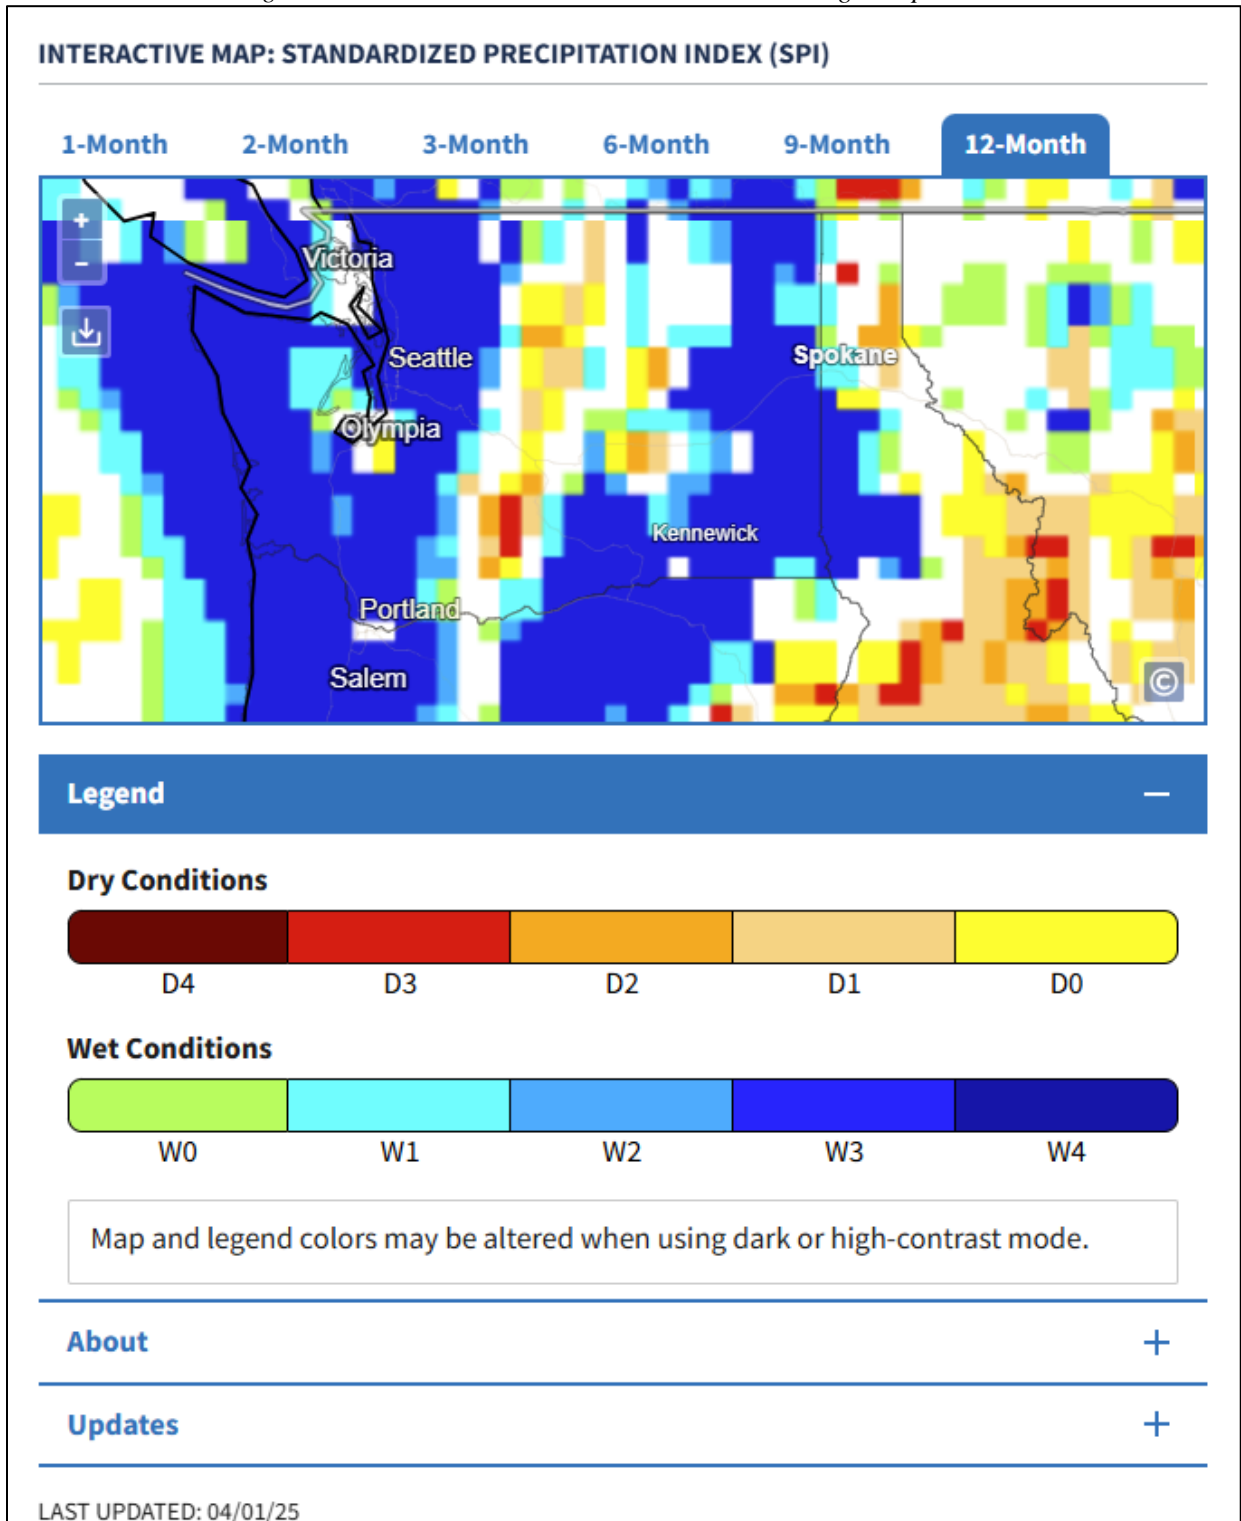 INTERACTIVE MAP: STANDARDIZED PRECIPITATION INDEX (SPI)
1-Month 2-Month 3-Month 6-Month 9-Month 12-Month
+
−
Victoria
Seattle
Spokane
Olympia
Kennewick
Portland
Salem
©
Legend −
Dry Conditions
D4 D3 D2 D1 D0
Wet Conditions
W0 W1 W2 W3 W4
Map and legend colors may be altered when using dark or high-contrast mode.
About +
Updates +
LAST UPDATED: 04/01/25